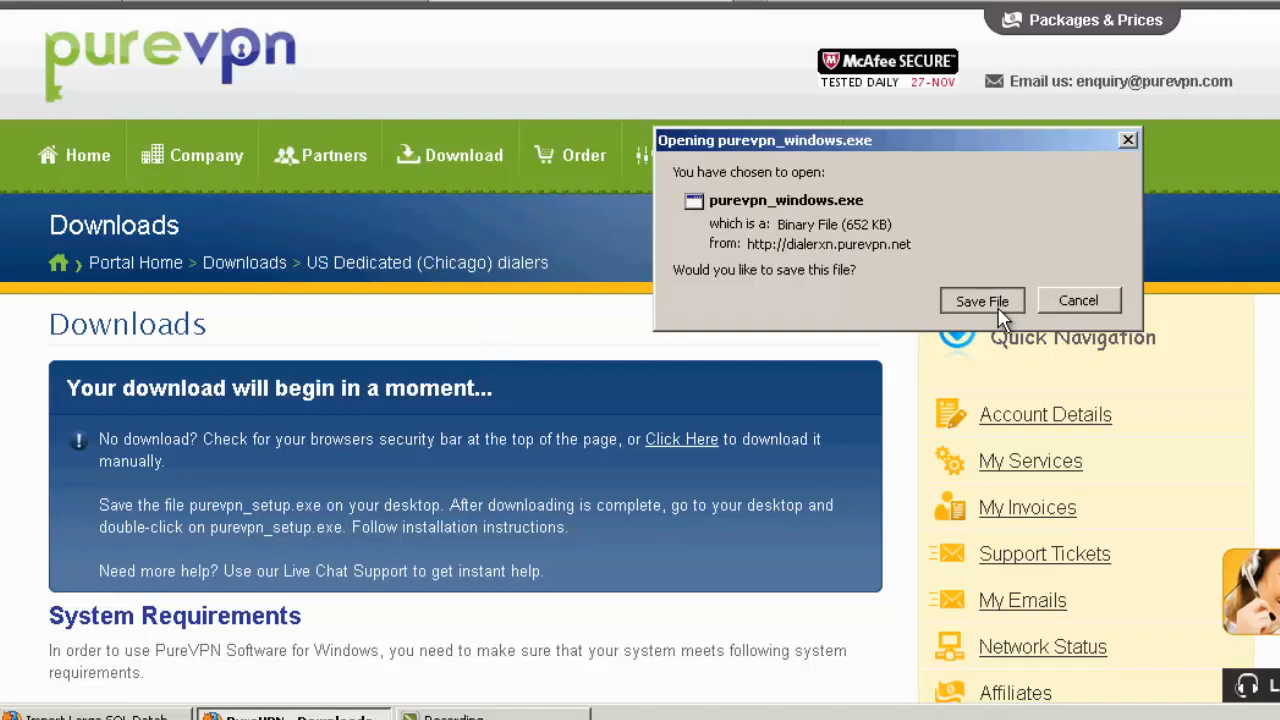 Packages & Prices
purevpn
McAfee SECURE™
TESTED DAILY 27-NOV
Email us: enquiry@purevpn.com
Home
Company
Partners
Download
Order
Opening purevpn_windows.exe
You have chosen to open:
purevpn_windows.exe
which is a: Binary File (652 KB)
from: http://dialerxn.purevpn.net
Would you like to save this file?
Save File
Cancel
Downloads
Portal Home > Downloads > US Dedicated (Chicago) dialers
Downloads
Your download will begin in a moment...
No download? Check for your browsers security bar at the top of the page, or Click Here to download it
manually.
Save the file purevpn_setup.exe on your desktop. After downloading is complete, go to your desktop and
double-click on purevpn_setup.exe. Follow installation instructions.
Need more help? Use our Live Chat Support to get instant help.
System Requirements
In order to use PureVPN Software for Windows, you need to make sure that your system meets following system
requirements.
Quick Navigation
Account Details
My Services
My Invoices
Support Tickets
My Emails
Network Status
Affiliates
L
Import Large SQL Datab...
PureVPN - Downloads...
Recording...